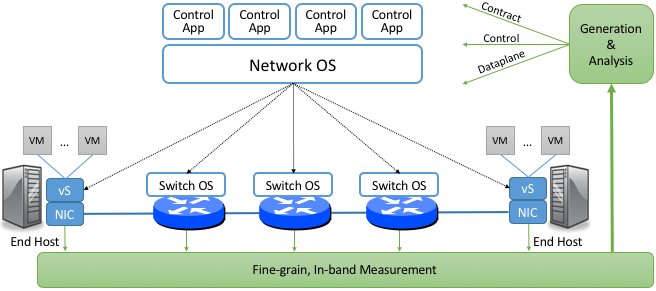 Control Control Control Control
App App App App
Network OS
Contract
Control
Dataplane
Generation
&
Analysis
VM ... VM
VM ... VM
vS
NIC
Switch OS Switch OS Switch OS
vS
NIC
End Host
End Host
Fine-grain, In-band Measurement